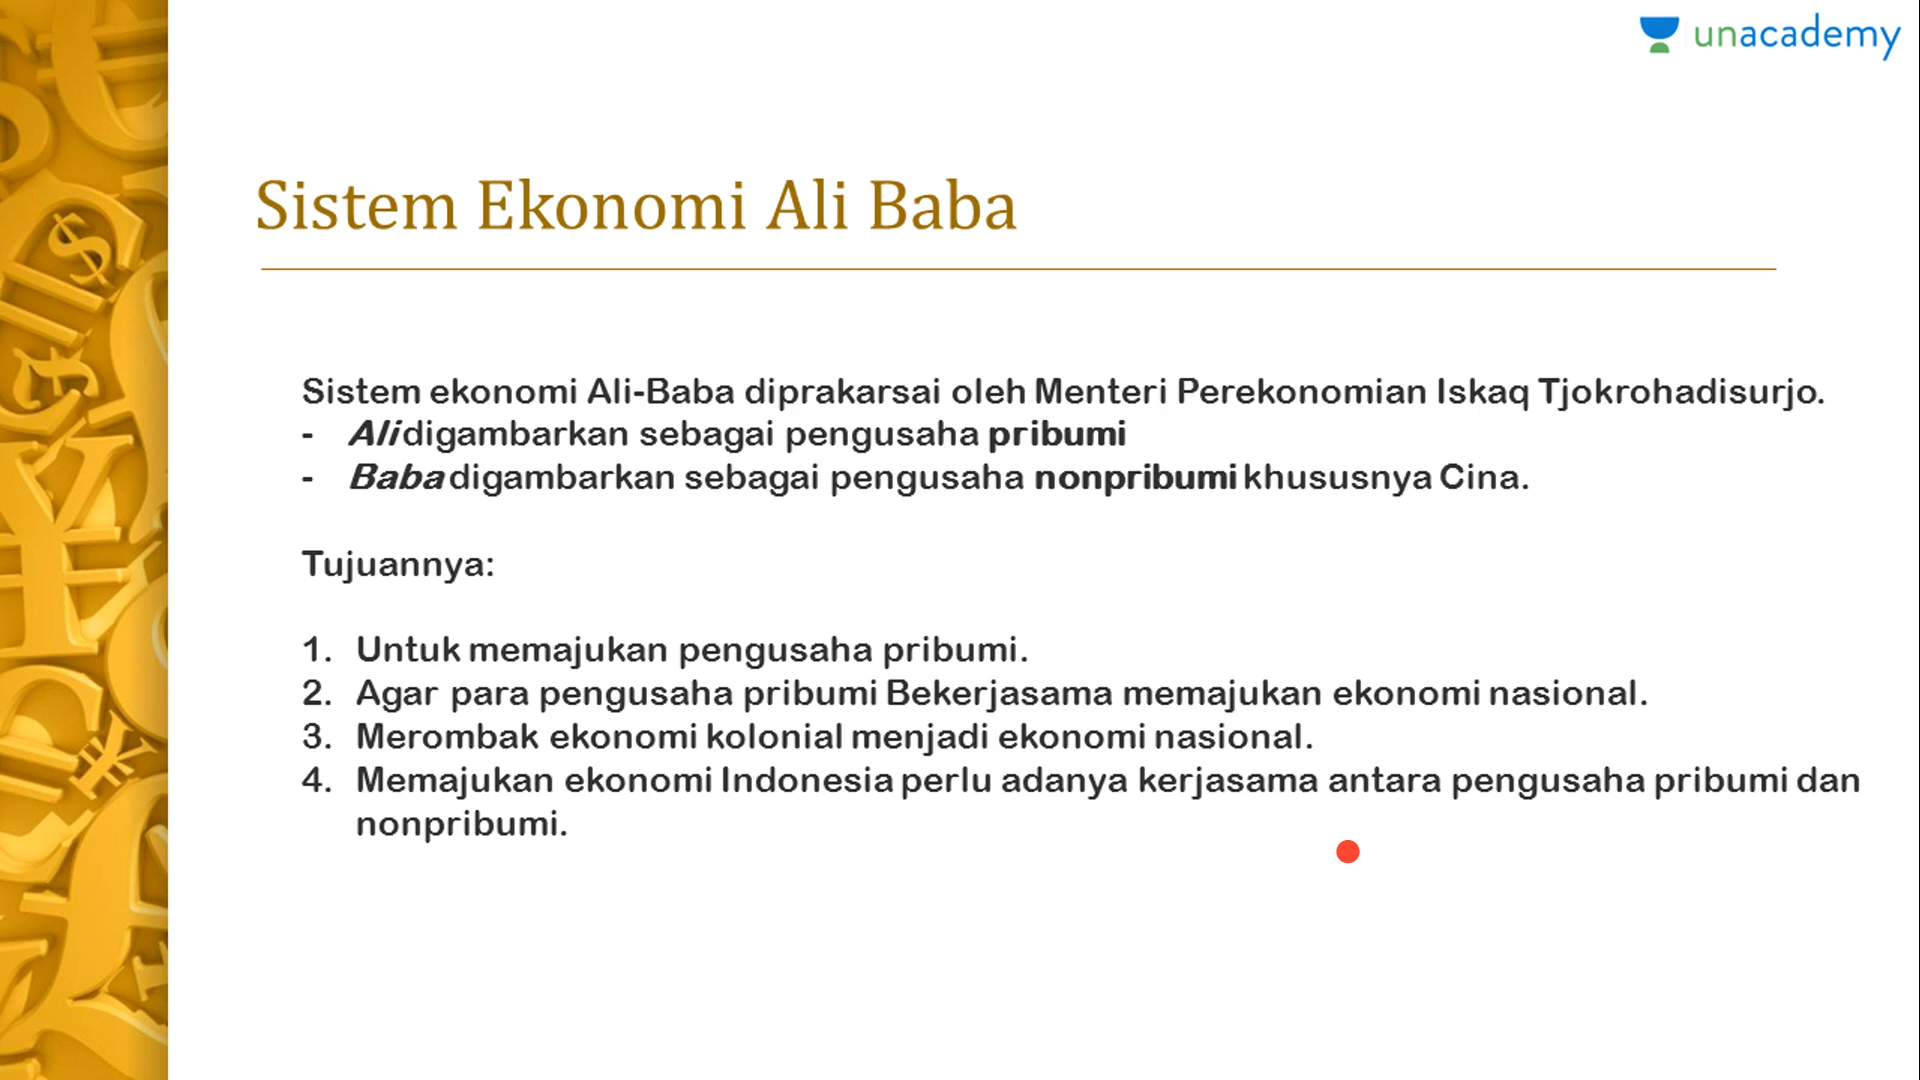 unacademy
Sistem Ekonomi Ali Baba
Sistem ekonomi Ali-Baba diprakarsai oleh Menteri Perekonomian Iskaq Tjokrohadisurjo.
- Ali digambarkan sebagai pengusaha pribumi
- Baba digambarkan sebagai pengusaha nonpribumi khususnya Cina.
Tujuannya:
1. Untuk memajukan pengusaha pribumi.
2. Agar para pengusaha pribumi Bekerjasama memajukan ekonomi nasional.
3. Merombak ekonomi kolonial menjadi ekonomi nasional.
4. Memajukan ekonomi Indonesia perlu adanya kerjasama antara pengusaha pribumi dan
nonpribumi.